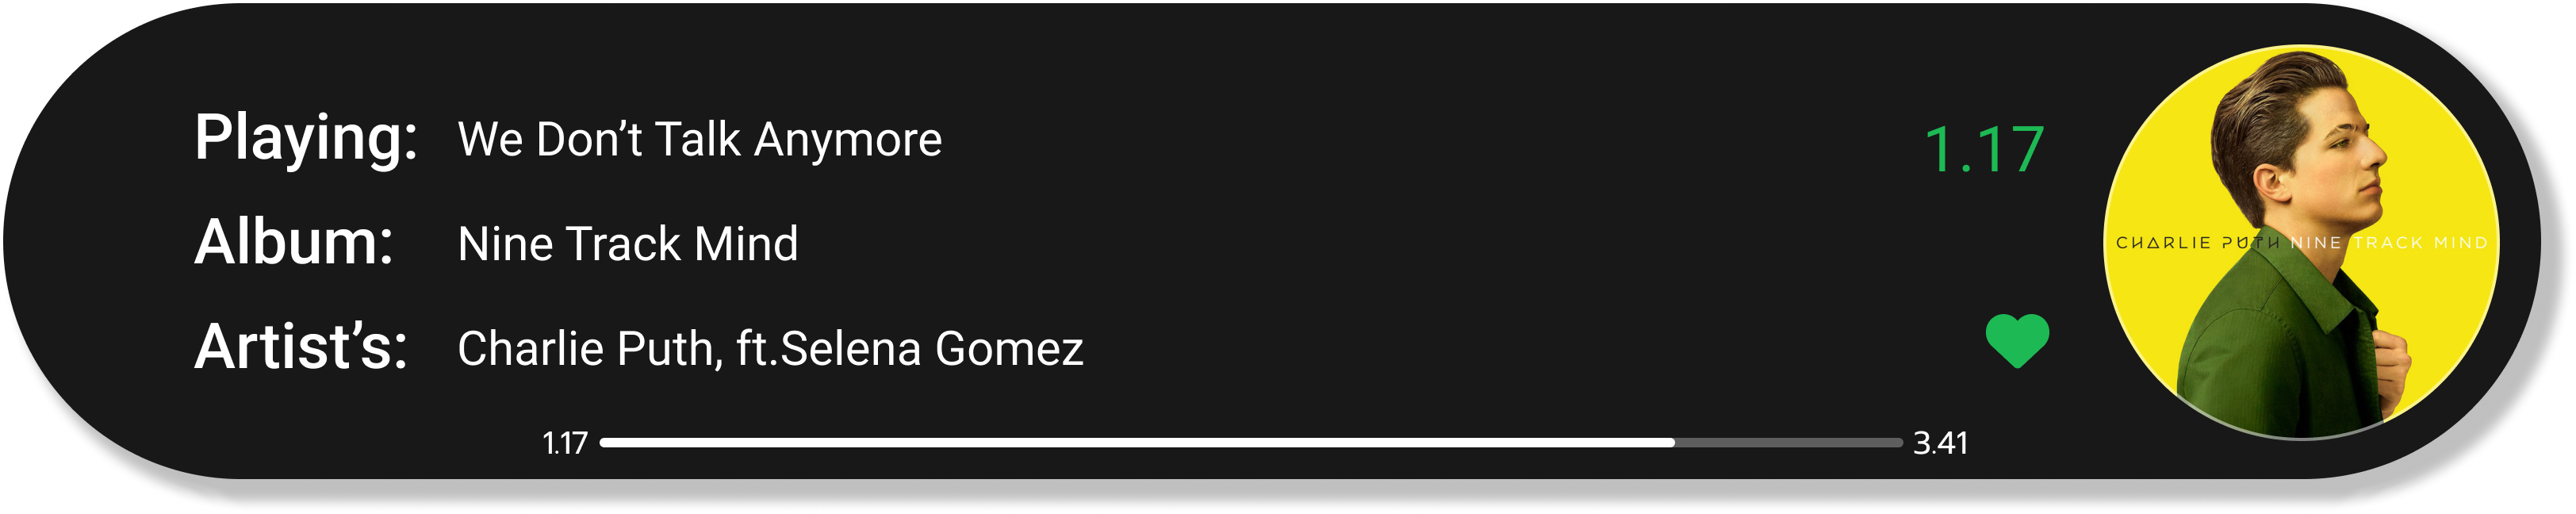 Playing: We Don’t Talk Anymore
1.17
Album: Nine Track Mind
CHARLIE PUTH NINE TRACK MIND
Artist’s: Charlie Puth, ft.Selena Gomez
1.17 3.41